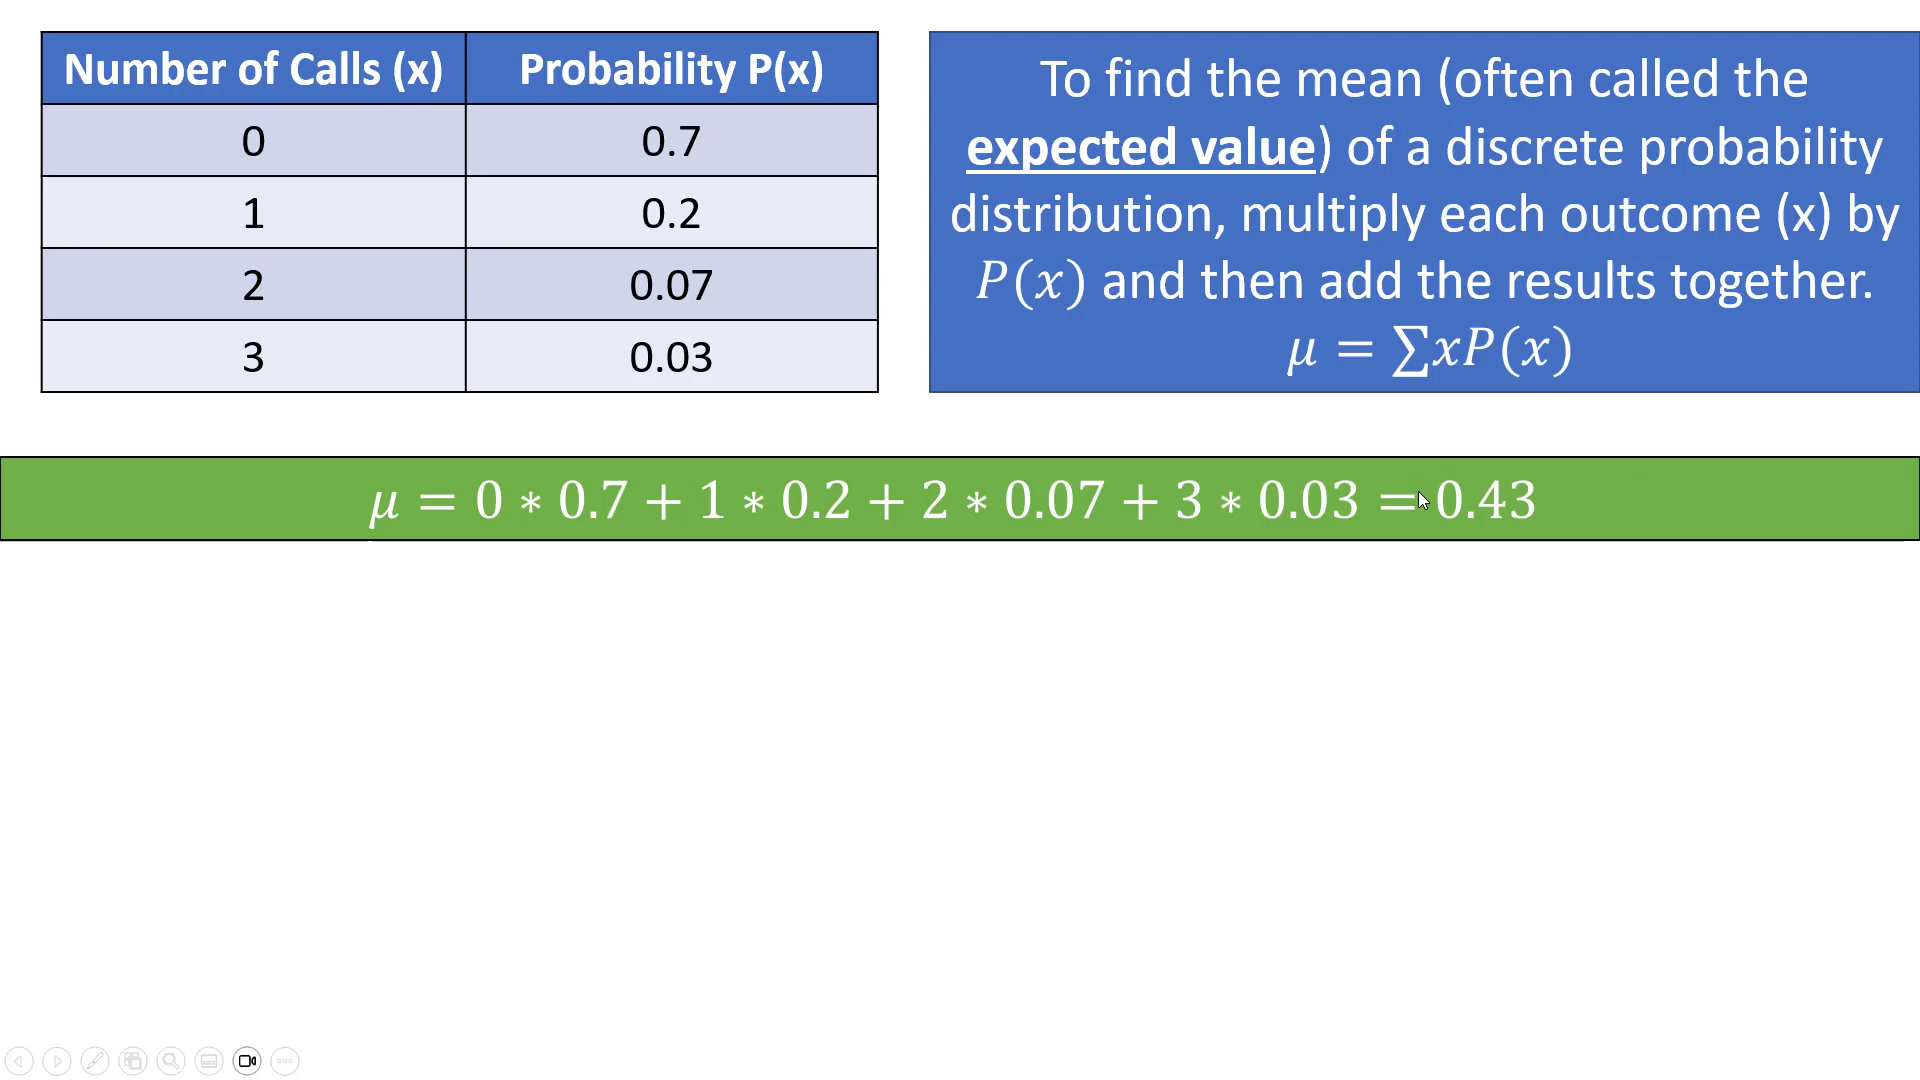 Number of Calls (x) Probability P(x)
0 0.7
1 0.2
2 0.07
3 0.03
To find the mean (often called the
expected value) of a discrete probability
distribution, multiply each outcome (x) by
𝑃(𝑥) and then add the results together.
𝜇 = ∑𝑥𝑃(𝑥)
𝜇 = 0 ∗ 0.7 + 1 ∗ 0.2 + 2 ∗ 0.07 + 3 ∗ 0.03 = 0.43